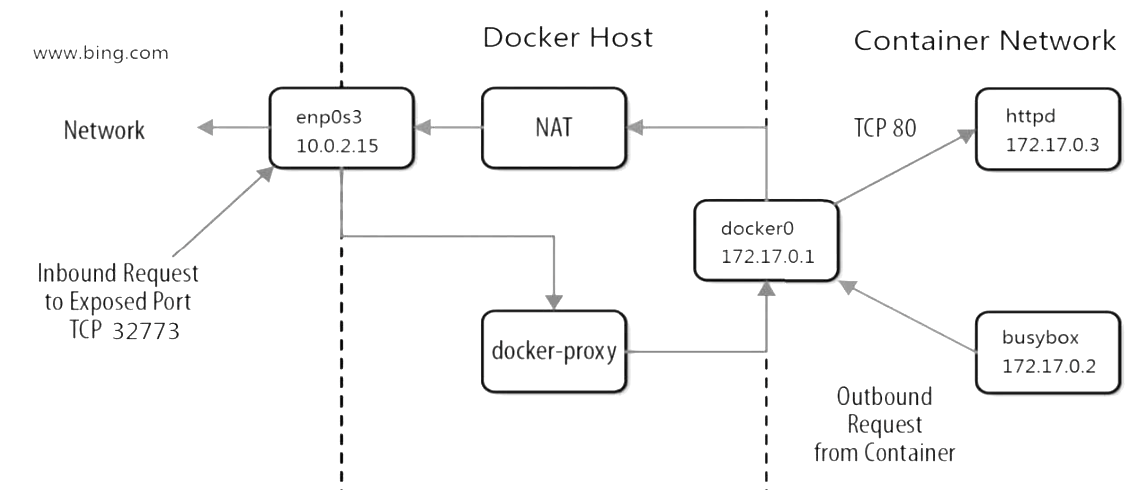 Docker Host
Container Network
www.bing.com
enp0s3
10.0.2.15
NAT
Network
TCP 80
httpd
172.17.0.3
docker0
172.17.0.1
Inbound Request
to Exposed Port
TCP 32773
docker-proxy
busybox
172.17.0.2
Outbound
Request
from Container